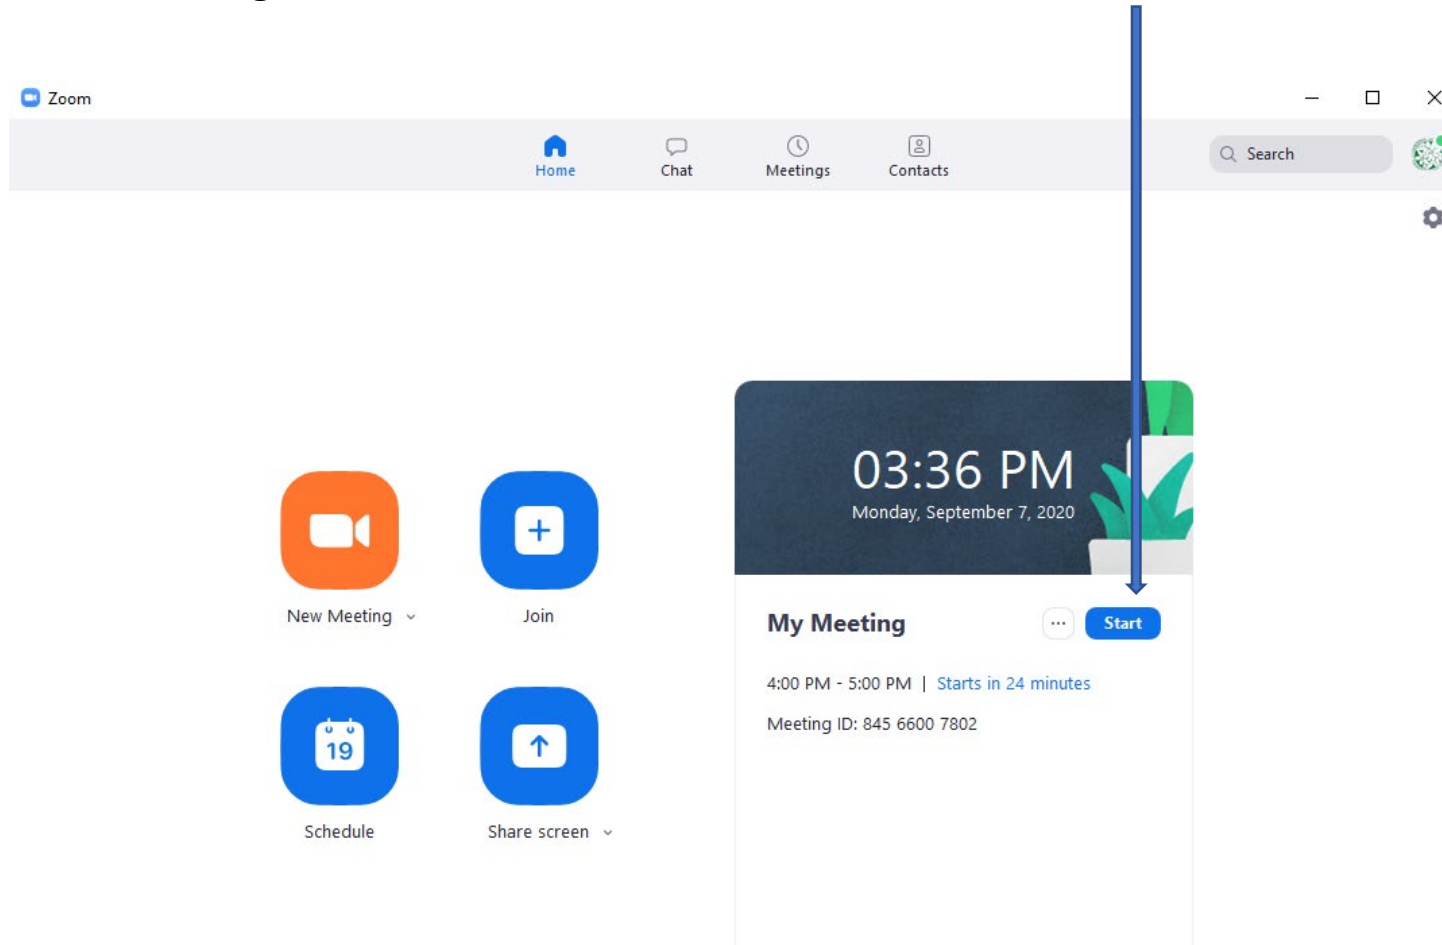 Zoom
Home Chat Meetings Contacts
Search
03:36 PM
Monday, September 7, 2020
New Meeting
Join
My Meeting
... Start
4:00 PM - 5:00 PM | Starts in 24 minutes
Meeting ID: 845 6600 7802
19
Schedule
Share screen